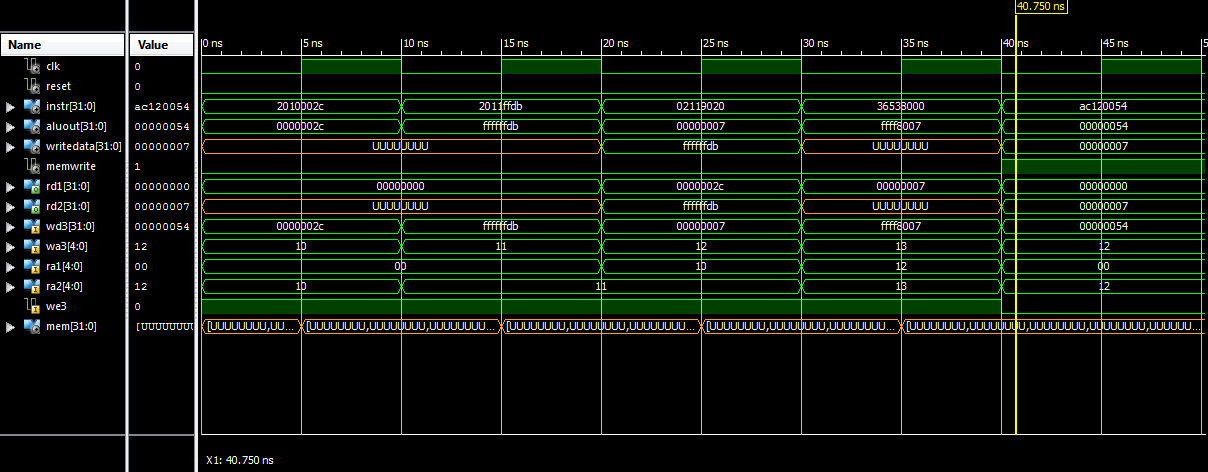 40.750 ns
Name Value 0 ns 5 ns 10 ns 15 ns 20 ns 25 ns 30 ns 35 ns 40 ns 45 ns 5
clk 0
reset 0
instr[31:0] ac120054 2010002c 2011ffdb 02119020 36538000 ac120054
aluout[31:0] 00000054 0000002c ffffffdb 00000007 ffff8007 00000054
writedata[31:0] 00000007 UUUUUUUU ffffffdb UUUUUUUU 00000007
memwrite 1
rd1[31:0] 00000000 00000000 0000002c 00000007 00000000
rd2[31:0] 00000007 UUUUUUUU ffffffdb UUUUUUUU 00000007
wd3[31:0] 00000054 0000002c ffffffdb 00000007 ffff8007 00000054
wa3[4:0] 12 10 11 12 13 12
ra1[4:0] 00 00 10 12 00
ra2[4:0] 12 10 11 13 12
we3 0
mem[31:0] [UUUUUUUU [UUUUUUUU,UU... [UUUUUUUU,UUUUUUUU,UUUUUUUU... [UUUUUUUU,UUUUUUUU,UUUUUUUU... [UUUUUUUU,UUUUUUUU,UUUUUUUU... [UUUUUUUU,UUUUUUUU,UUUUUUUU,UUUUUUUU,UUUUUU...
X1: 40.750 ns